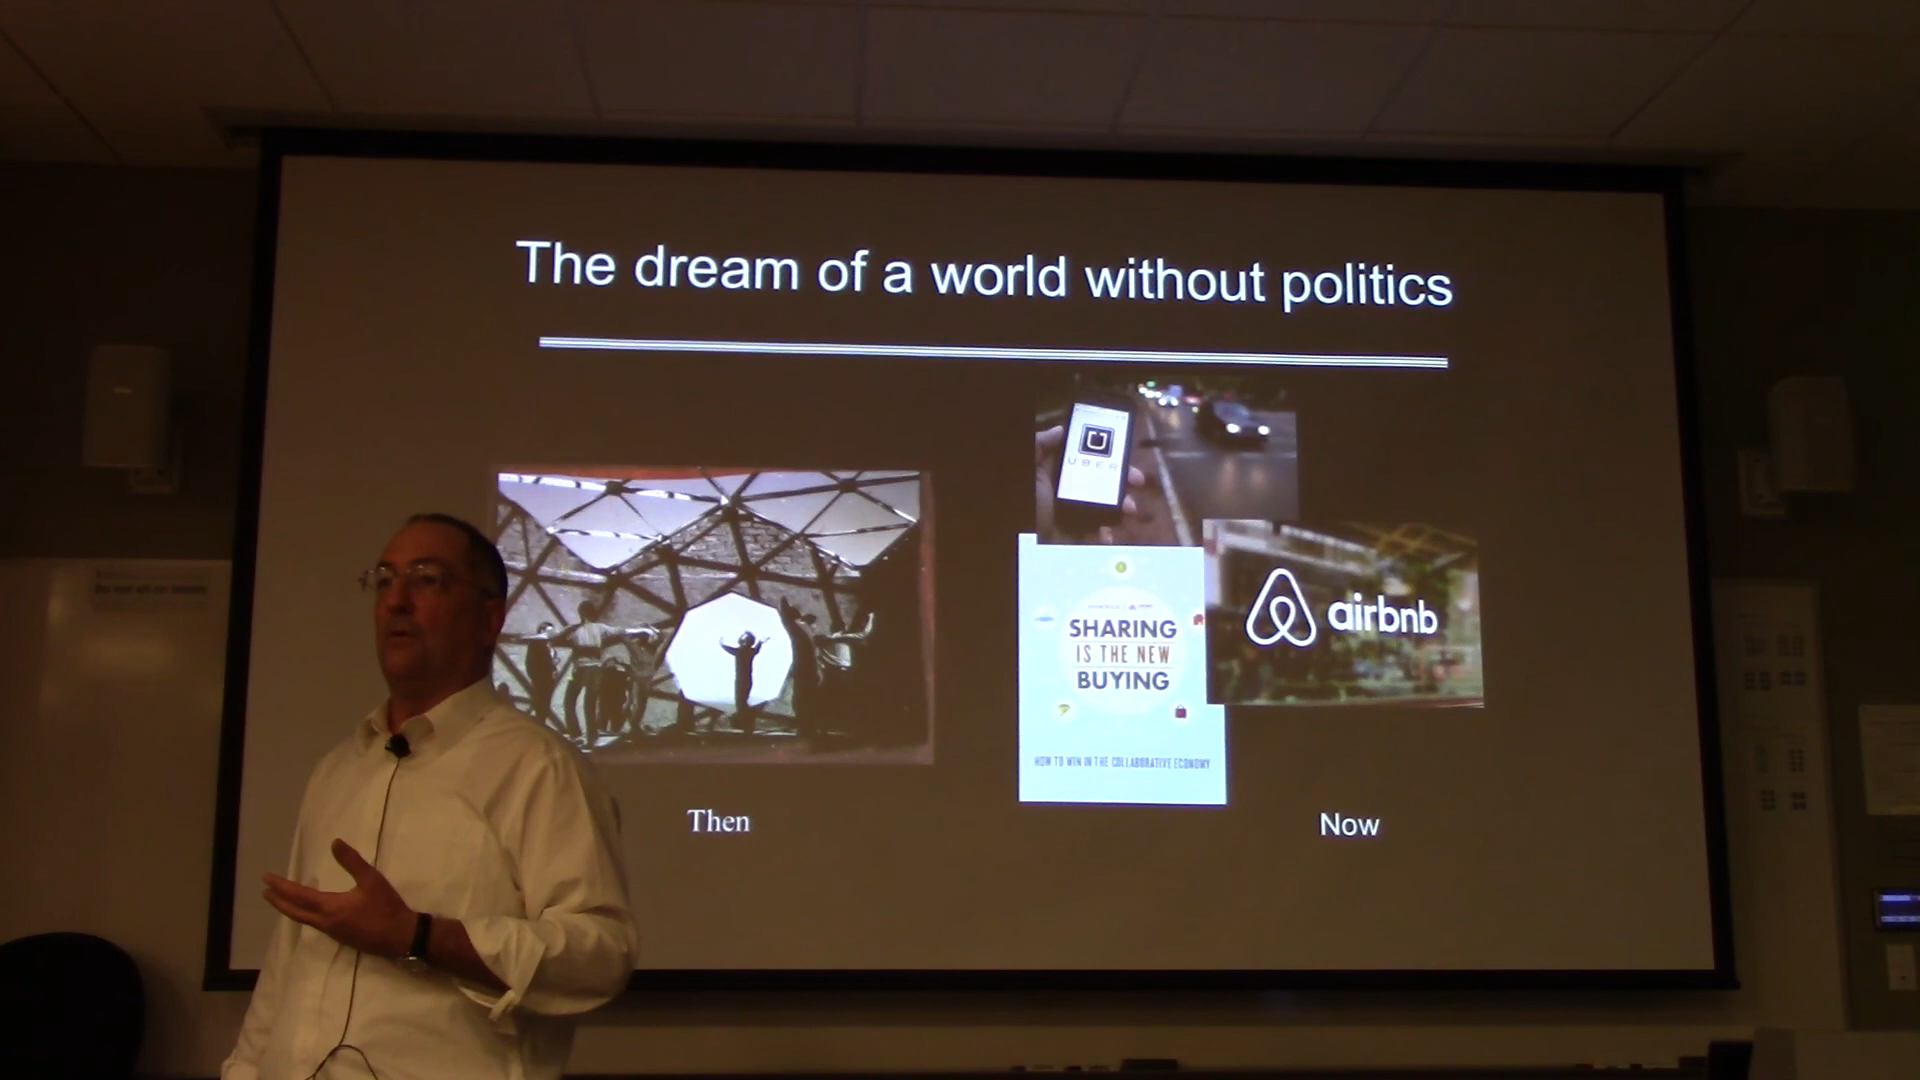 The dream of a world without politics
UBER
airbnb
SHARING
IS THE NEW
BUYING
HOW TO WIN IN THE COLLABORATIVE ECONOMY
Then
Now